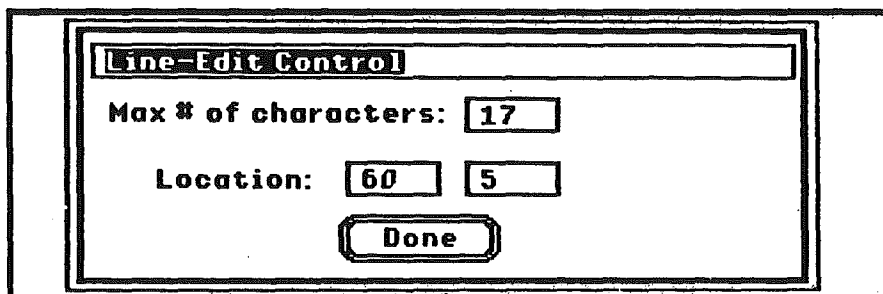 Line-Edit Control
Max # of characters: 17
Location: 60 5
Done